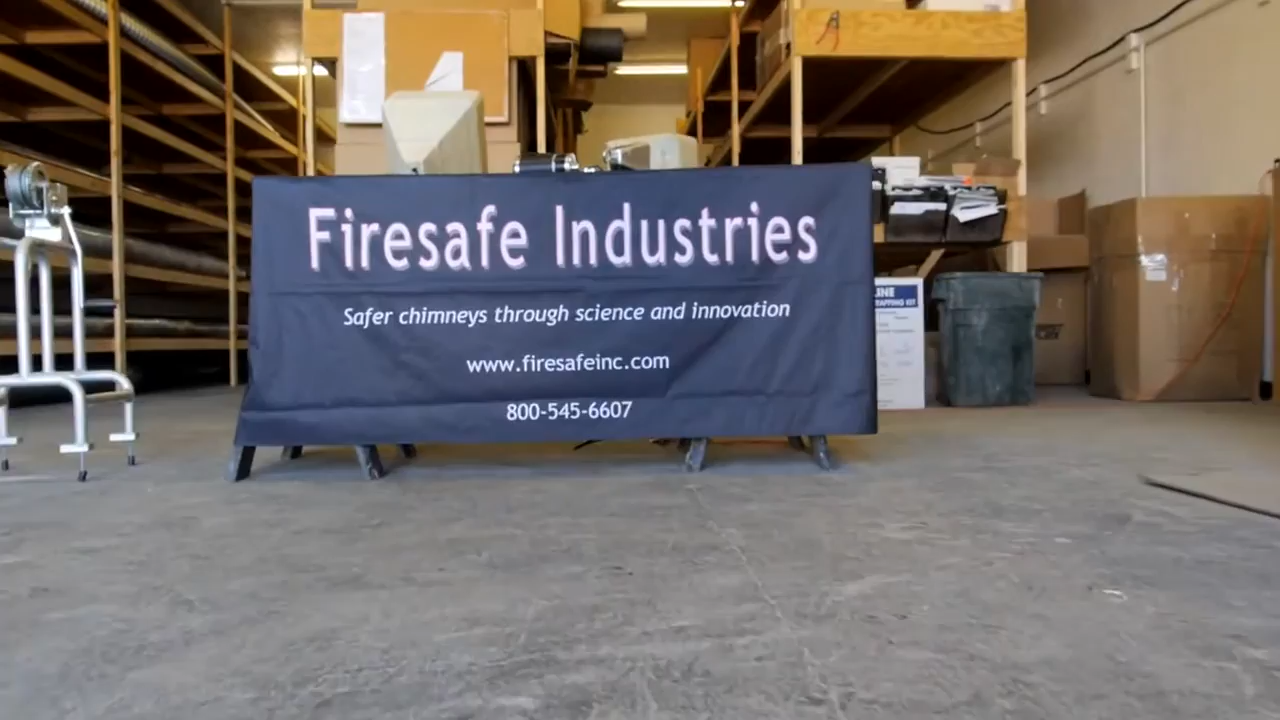 Firesafe Industries
Safer chimneys through science and innovation
www.firesafeinc.com
800-545-6607